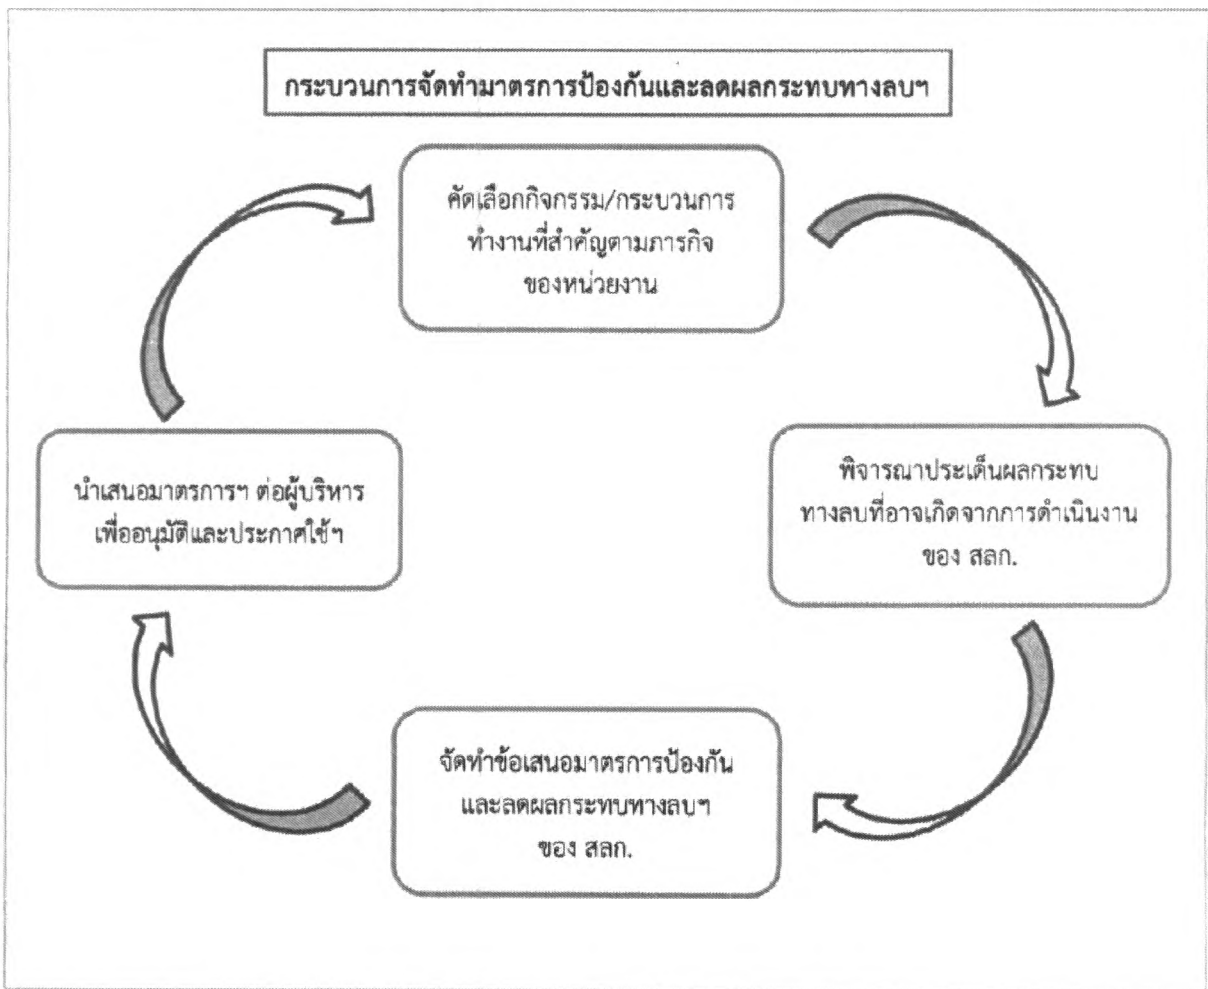 กระบวนการจัดทำมาตรการป้องกันและลดผลกระทบทางลบฯ
คัดเลือกกิจกรรม/กระบวนการ
ทำงานที่สำคัญตามภารกิจ
ของหน่วยงาน
พิจารณาประเด็นผลกระทบ
ทางลบที่อาจเกิดจากการดำเนินงาน
ของ สลก.
จัดทำข้อเสนอมาตรการป้องกัน
และลดผลกระทบทางลบฯ
ของ สลก.
นำเสนอมาตรการฯ ต่อผู้บริหาร
เพื่ออนุมัติและประกาศใช้ฯ